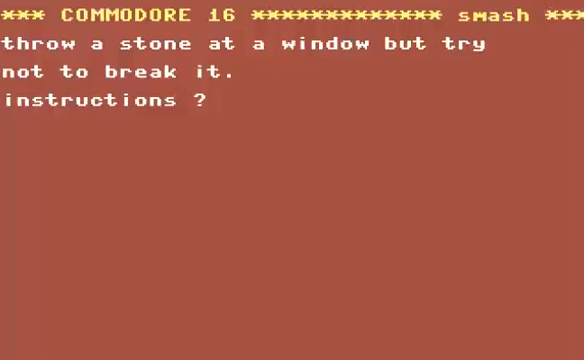 *** COMMODORE 16 ************* smash ***
throw a stone at a window but try
not to break it.
instructions ?